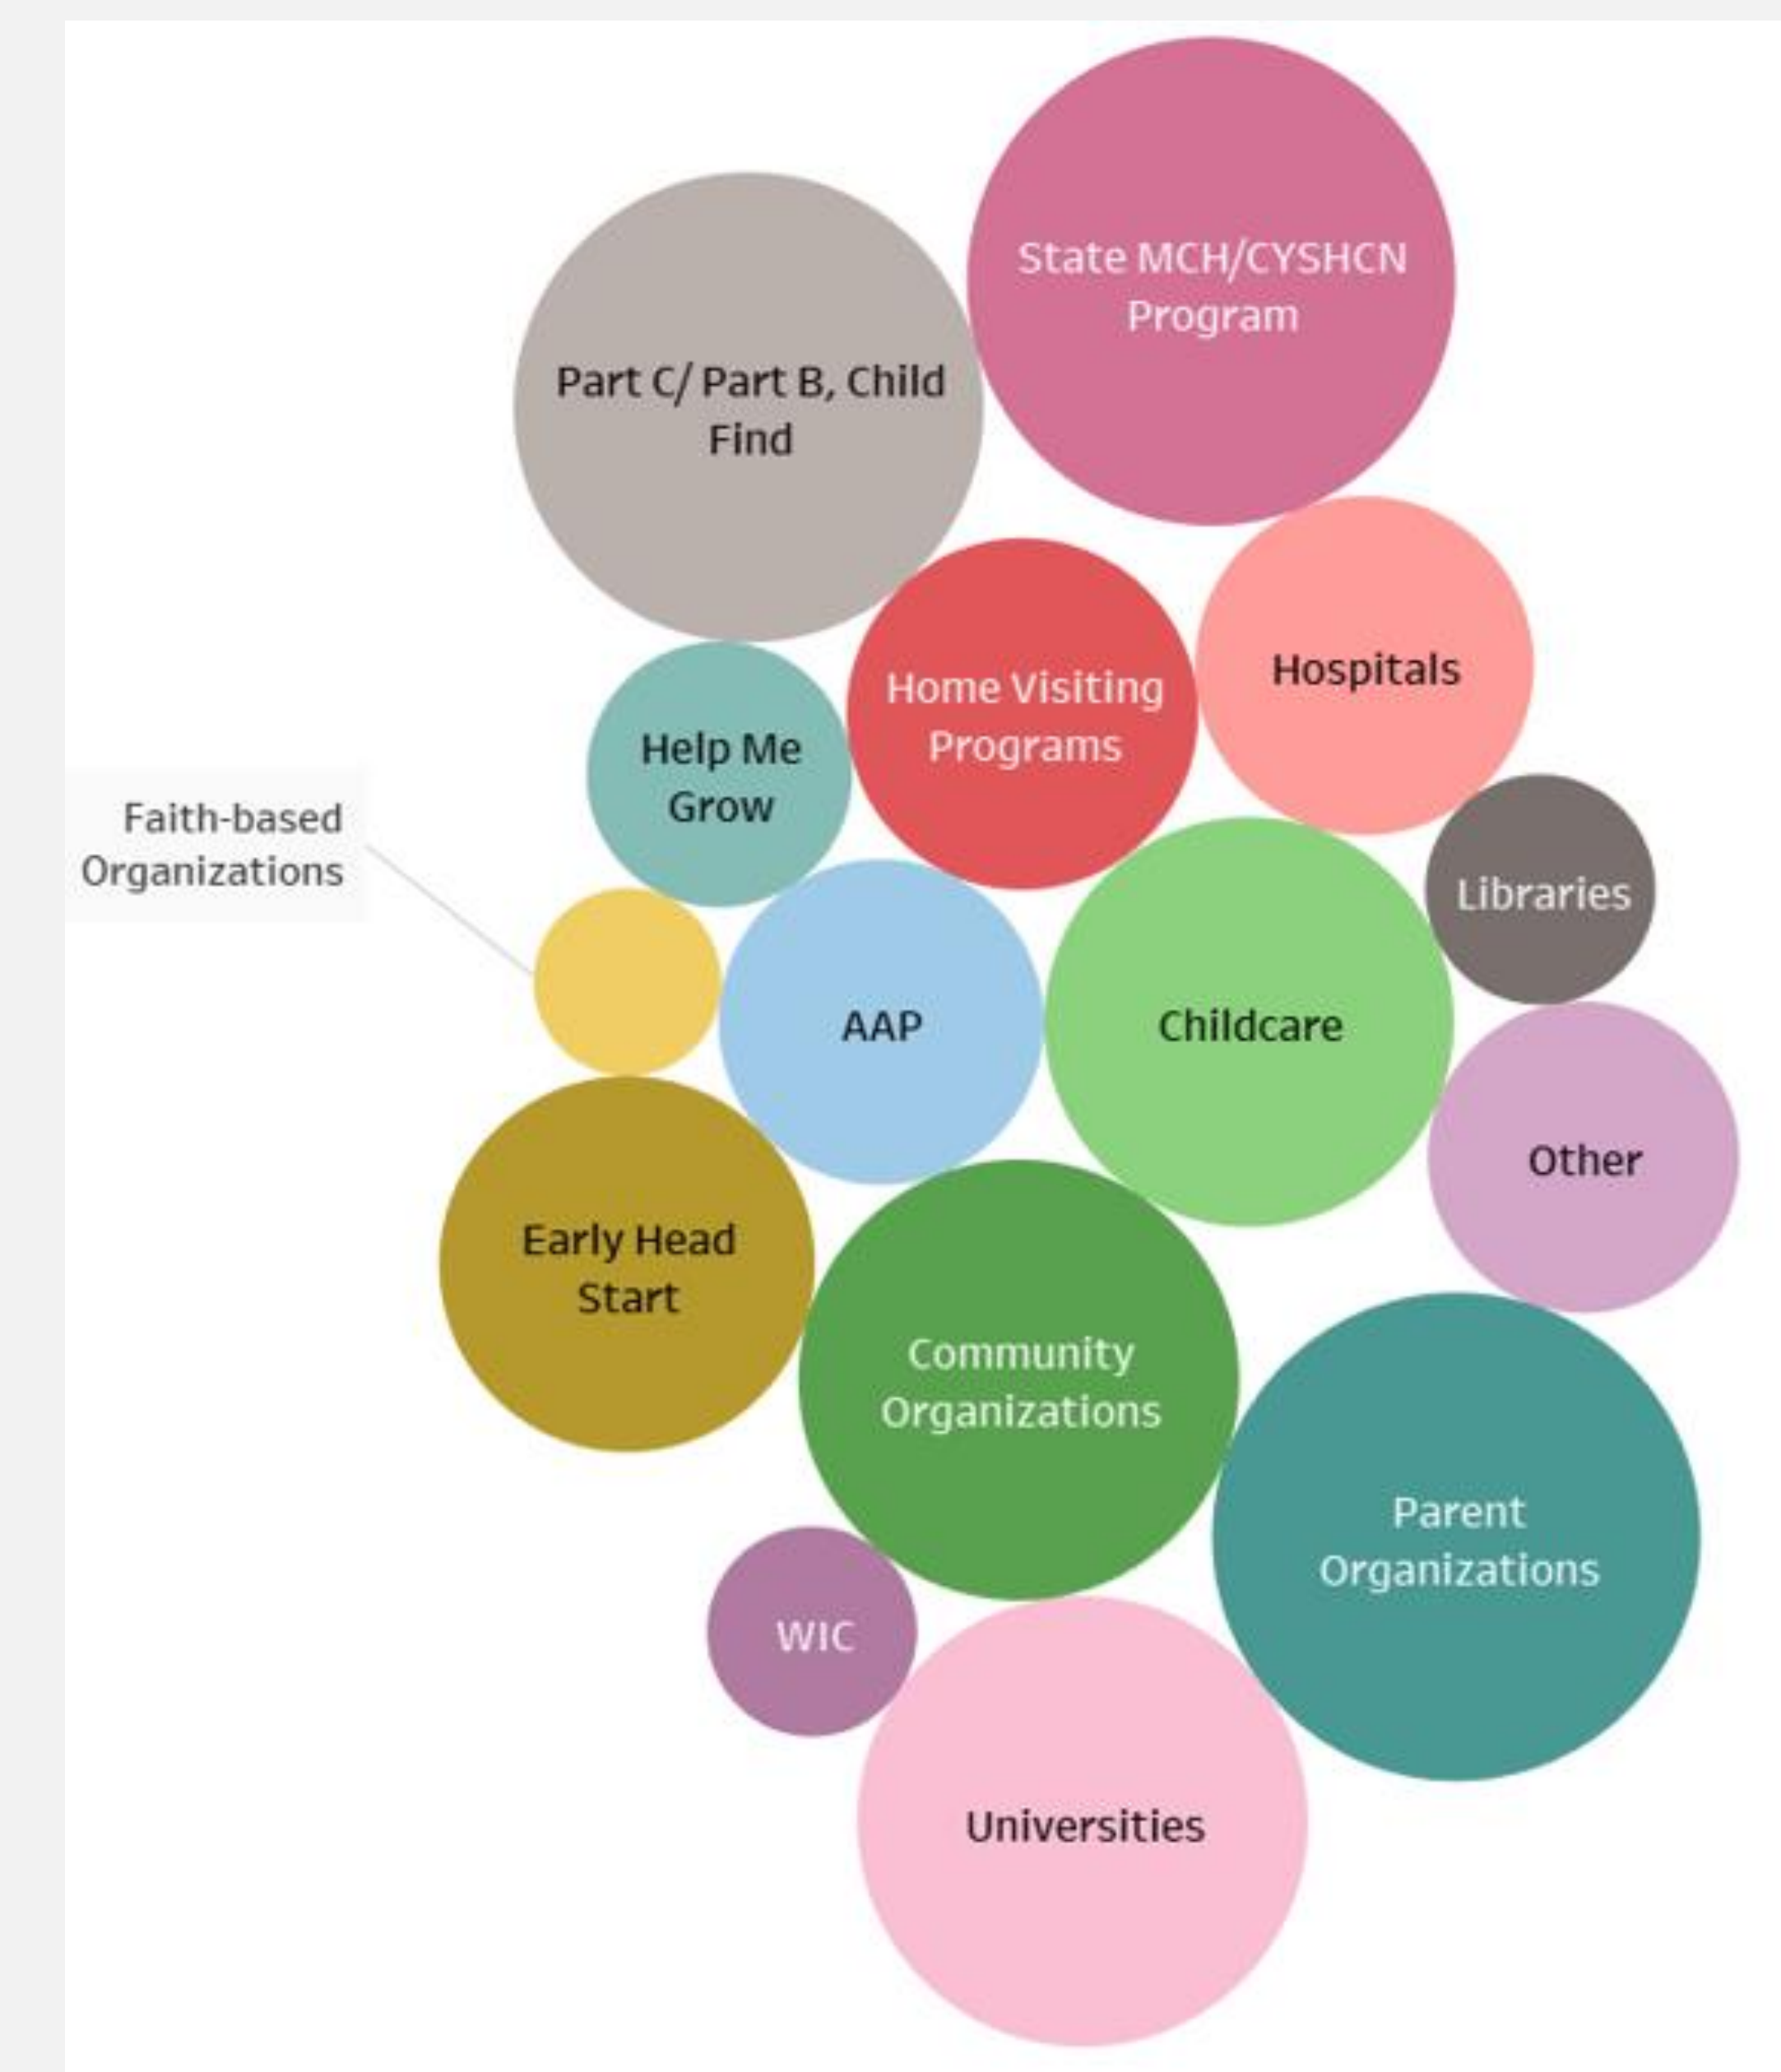 State MCH/CYSHCN
Program
Part C/ Part B, Child
Find
Hospitals
Home Visiting
Programs
Help Me
Grow
Faith-based
Organizations
Libraries
AAP
Childcare
Other
Early Head
Start
Community
Organizations
Parent
Organizations
WIC
Universities